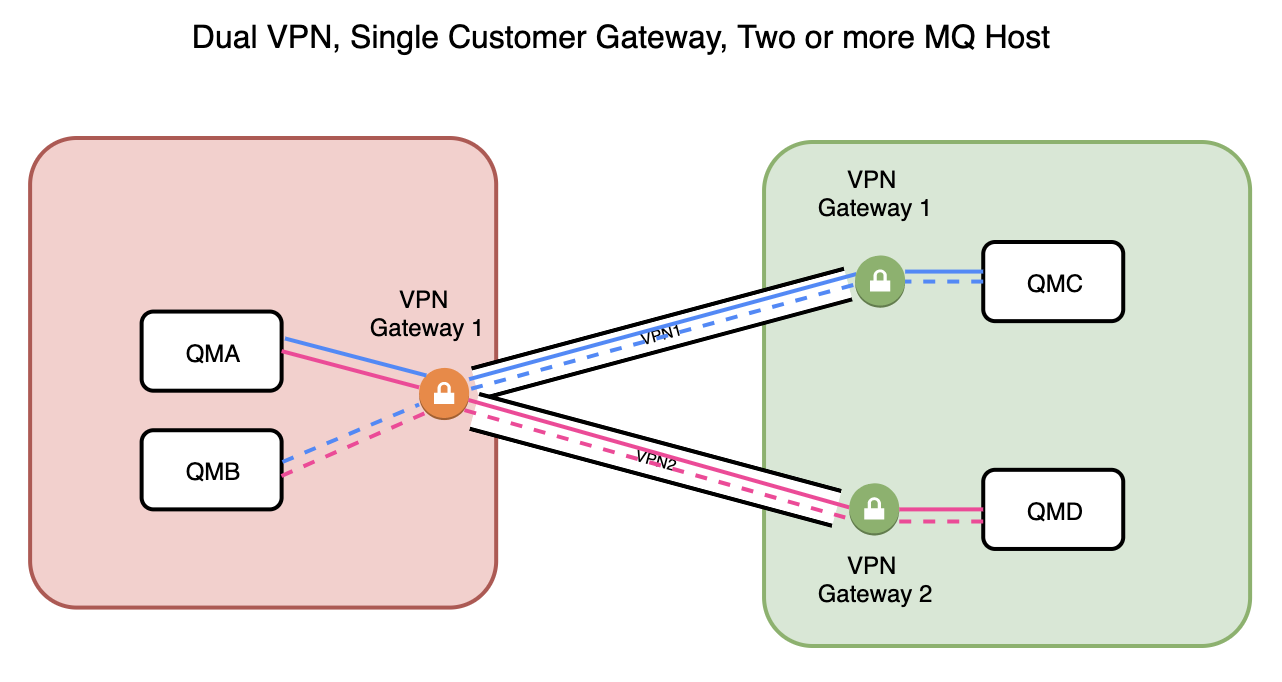 Dual VPN, Single Customer Gateway, Two or more MQ Host
VPN
Gateway 1
QMA
QMB
VPN1
VPN2
VPN
Gateway 1
QMC
QMD
VPN
Gateway 2